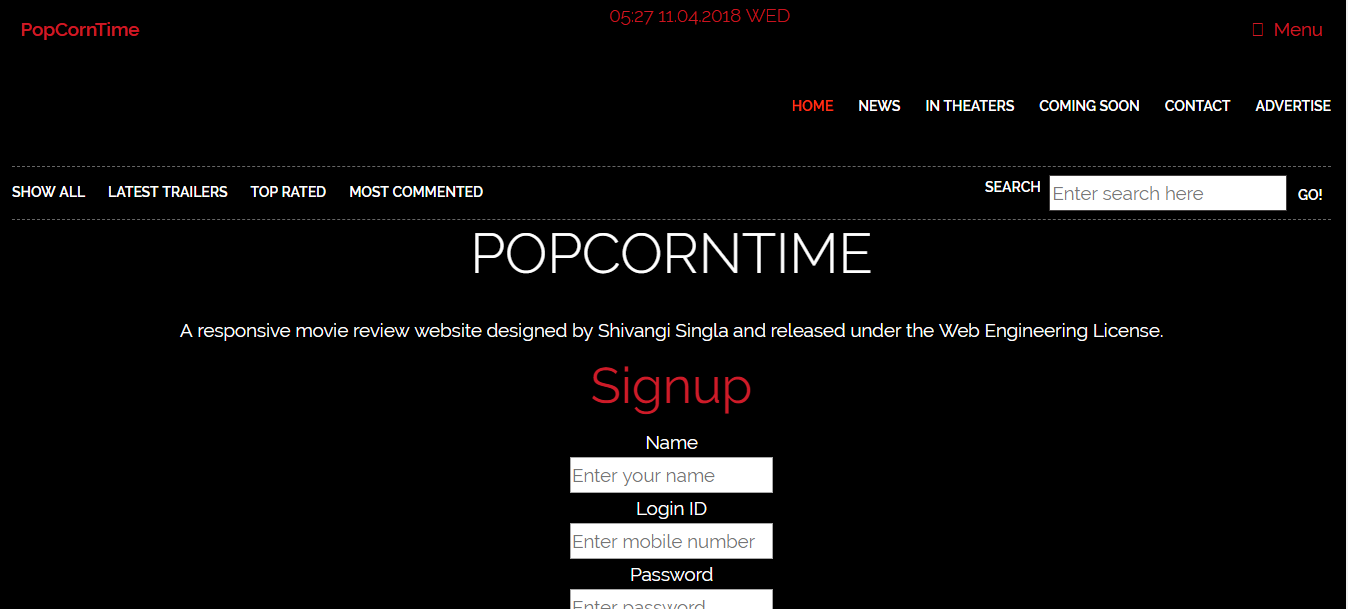 05:27 11.04.2018 WED
PopCornTime Menu
HOME NEWS IN THEATERS COMING SOON CONTACT ADVERTISE
SHOW ALL LATEST TRAILERS TOP RATED MOST COMMENTED SEARCH Enter search here GO!
POPCORNTIME
A responsive movie review website designed by Shivangi Singla and released under the Web Engineering License.
Signup
Name
Enter your name
Login ID
Enter mobile number
Password
Enter password